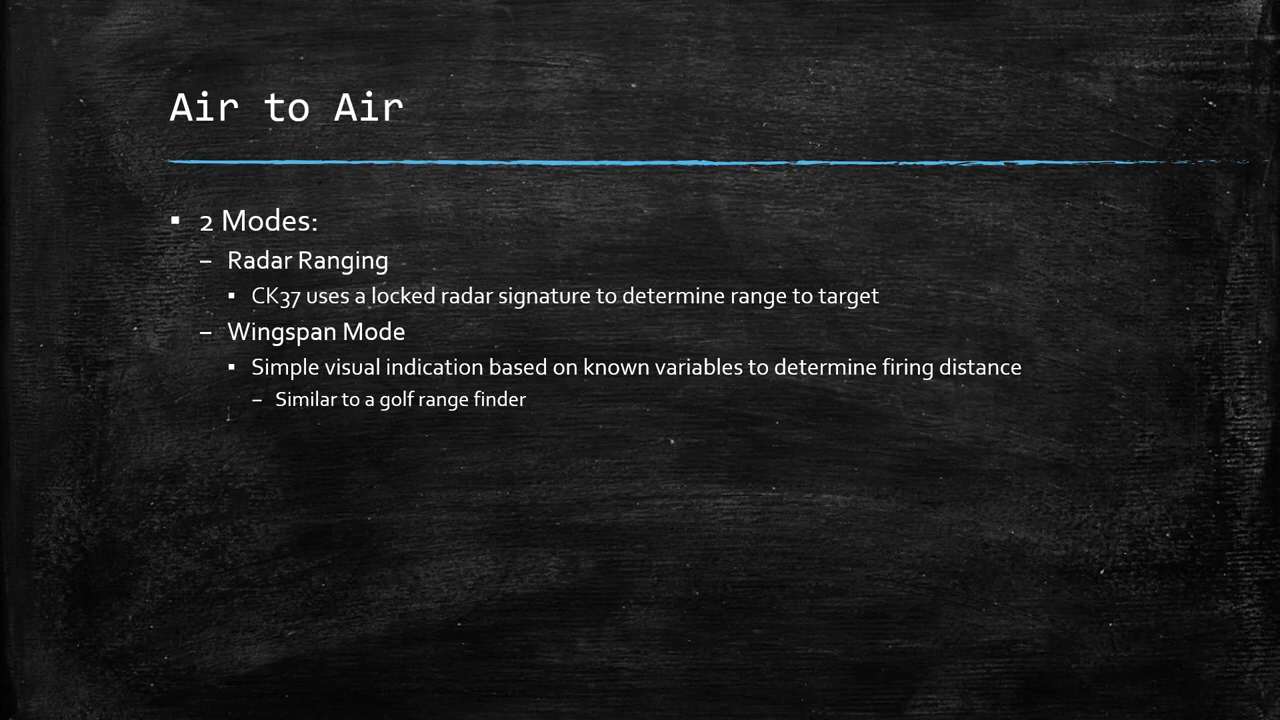 Air to Air
▪ 2 Modes:
– Radar Ranging
▪ CK37 uses a locked radar signature to determine range to target
– Wingspan Mode
▪ Simple visual indication based on known variables to determine firing distance
– Similar to a golf range finder